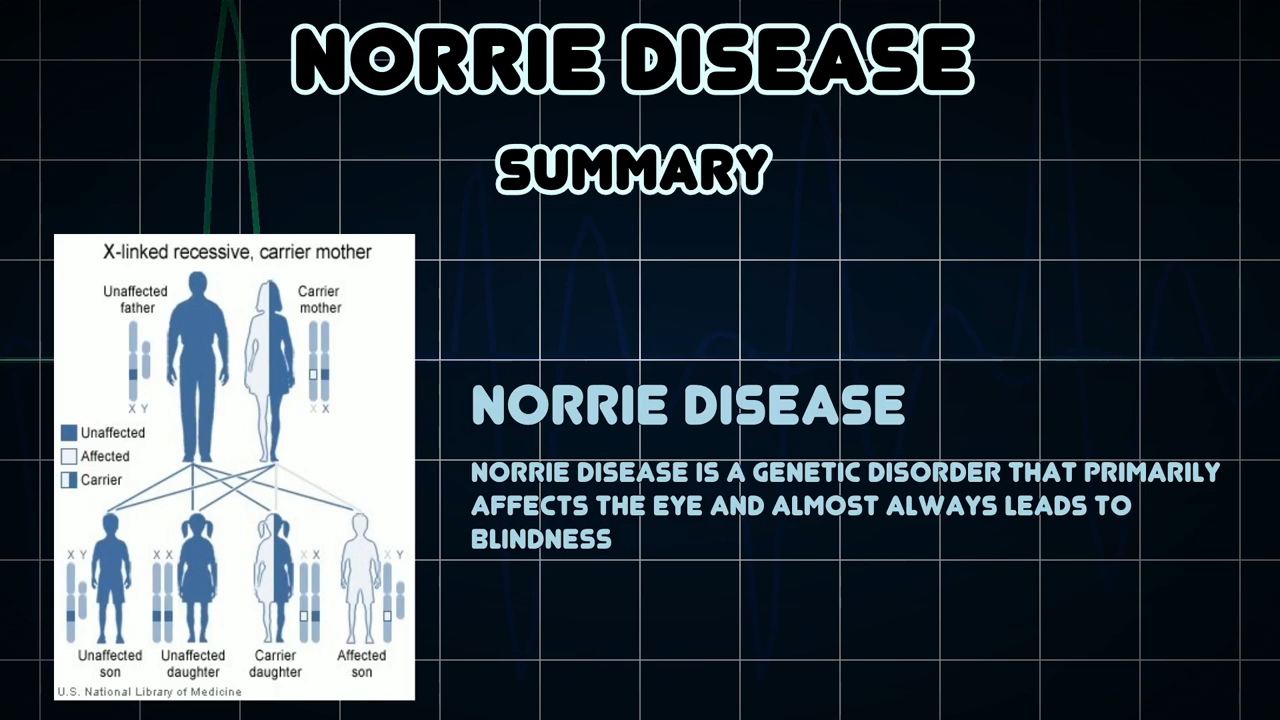 NORRIE DISEASE
SUMMARY
X-linked recessive, carrier mother
Unaffected
father
Carrier
mother
X Y
X X
Unaffected
Affected
Carrier
X Y
X X
X X
X Y
Unaffected
son
Unaffected
daughter
Carrier
daughter
Affected
son
U.S. National Library of Medicine
NORRIE DISEASE
NORRIE DISEASE IS A GENETIC DISORDER THAT PRIMARILY
AFFECTS THE EYE AND ALMOST ALWAYS LEADS TO
BLINDNESS